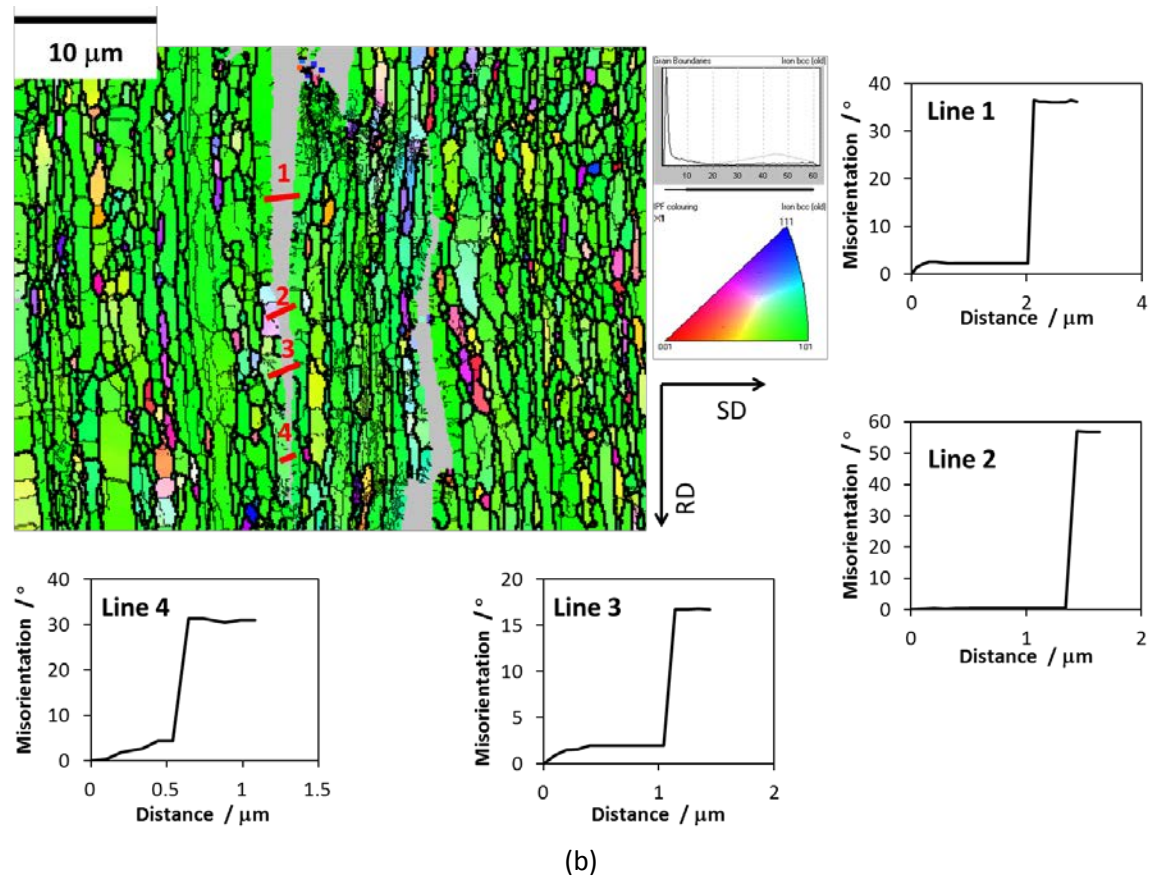 10 µm
1
2
3
4
Grain Boundaries Iron bcc (old)
10 20 30 40 50 60
IPF colouring Iron bcc (old)
111
001 101
SD
RD
Line 1
Misorientation / °
40
30
20
10
0
0 2 4
Distance / µm
Line 2
Misorientation / °
60
50
40
30
20
10
0
0 1 2
Distance / µm
Line 4
Misorientation / °
40
30
20
10
0
0 0.5 1 1.5
Distance / µm
Line 3
Misorientation / °
20
15
10
5
0
0 1 2
Distance / µm
(b)